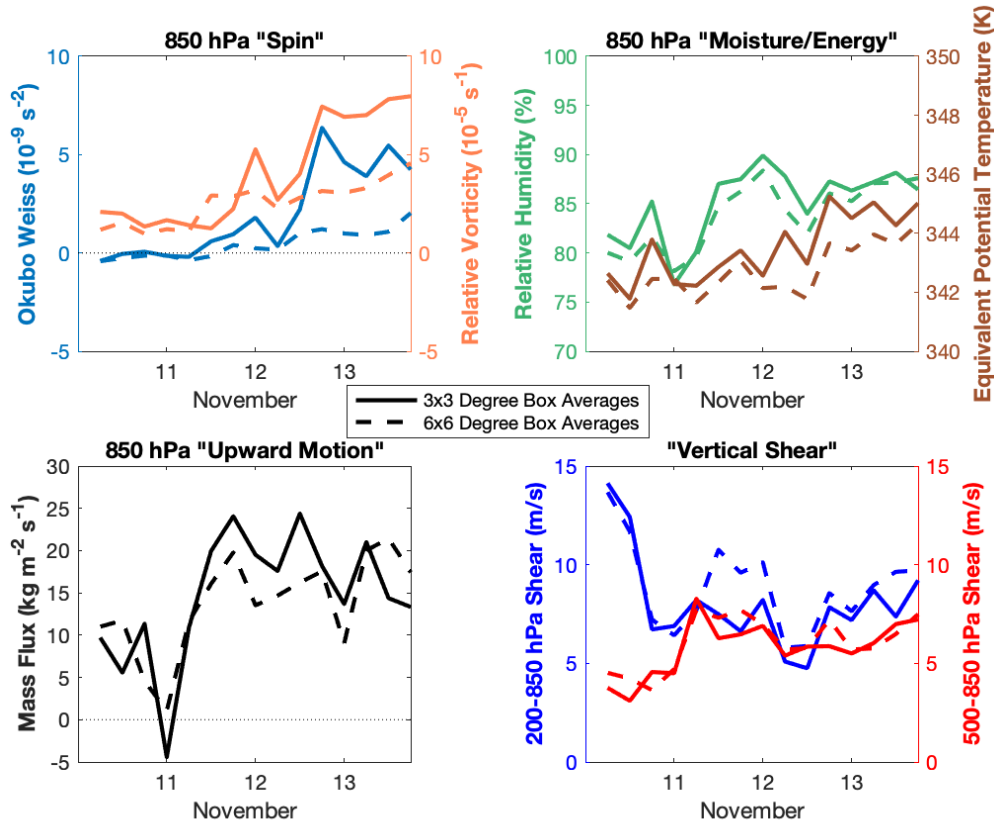 850 hPa "Spin"
10
5
0
-5
Okubo Weiss (10⁻⁹ s⁻²)
10
5
0
-5
Relative Vorticity (10⁻⁵ s⁻¹)
11
12
13
November
850 hPa "Moisture/Energy"
100
95
90
85
80
75
70
Relative Humidity (%)
350
348
346
344
342
340
Equivalent Potential Temperature (K)
11
12
13
November
3x3 Degree Box Averages
6x6 Degree Box Averages
850 hPa "Upward Motion"
30
25
20
15
10
5
0
-5
Mass Flux (kg m⁻² s⁻¹)
11
12
13
November
"Vertical Shear"
15
10
5
0
200-850 hPa Shear (m/s)
15
10
5
0
500-850 hPa Shear (m/s)
11
12
13
November